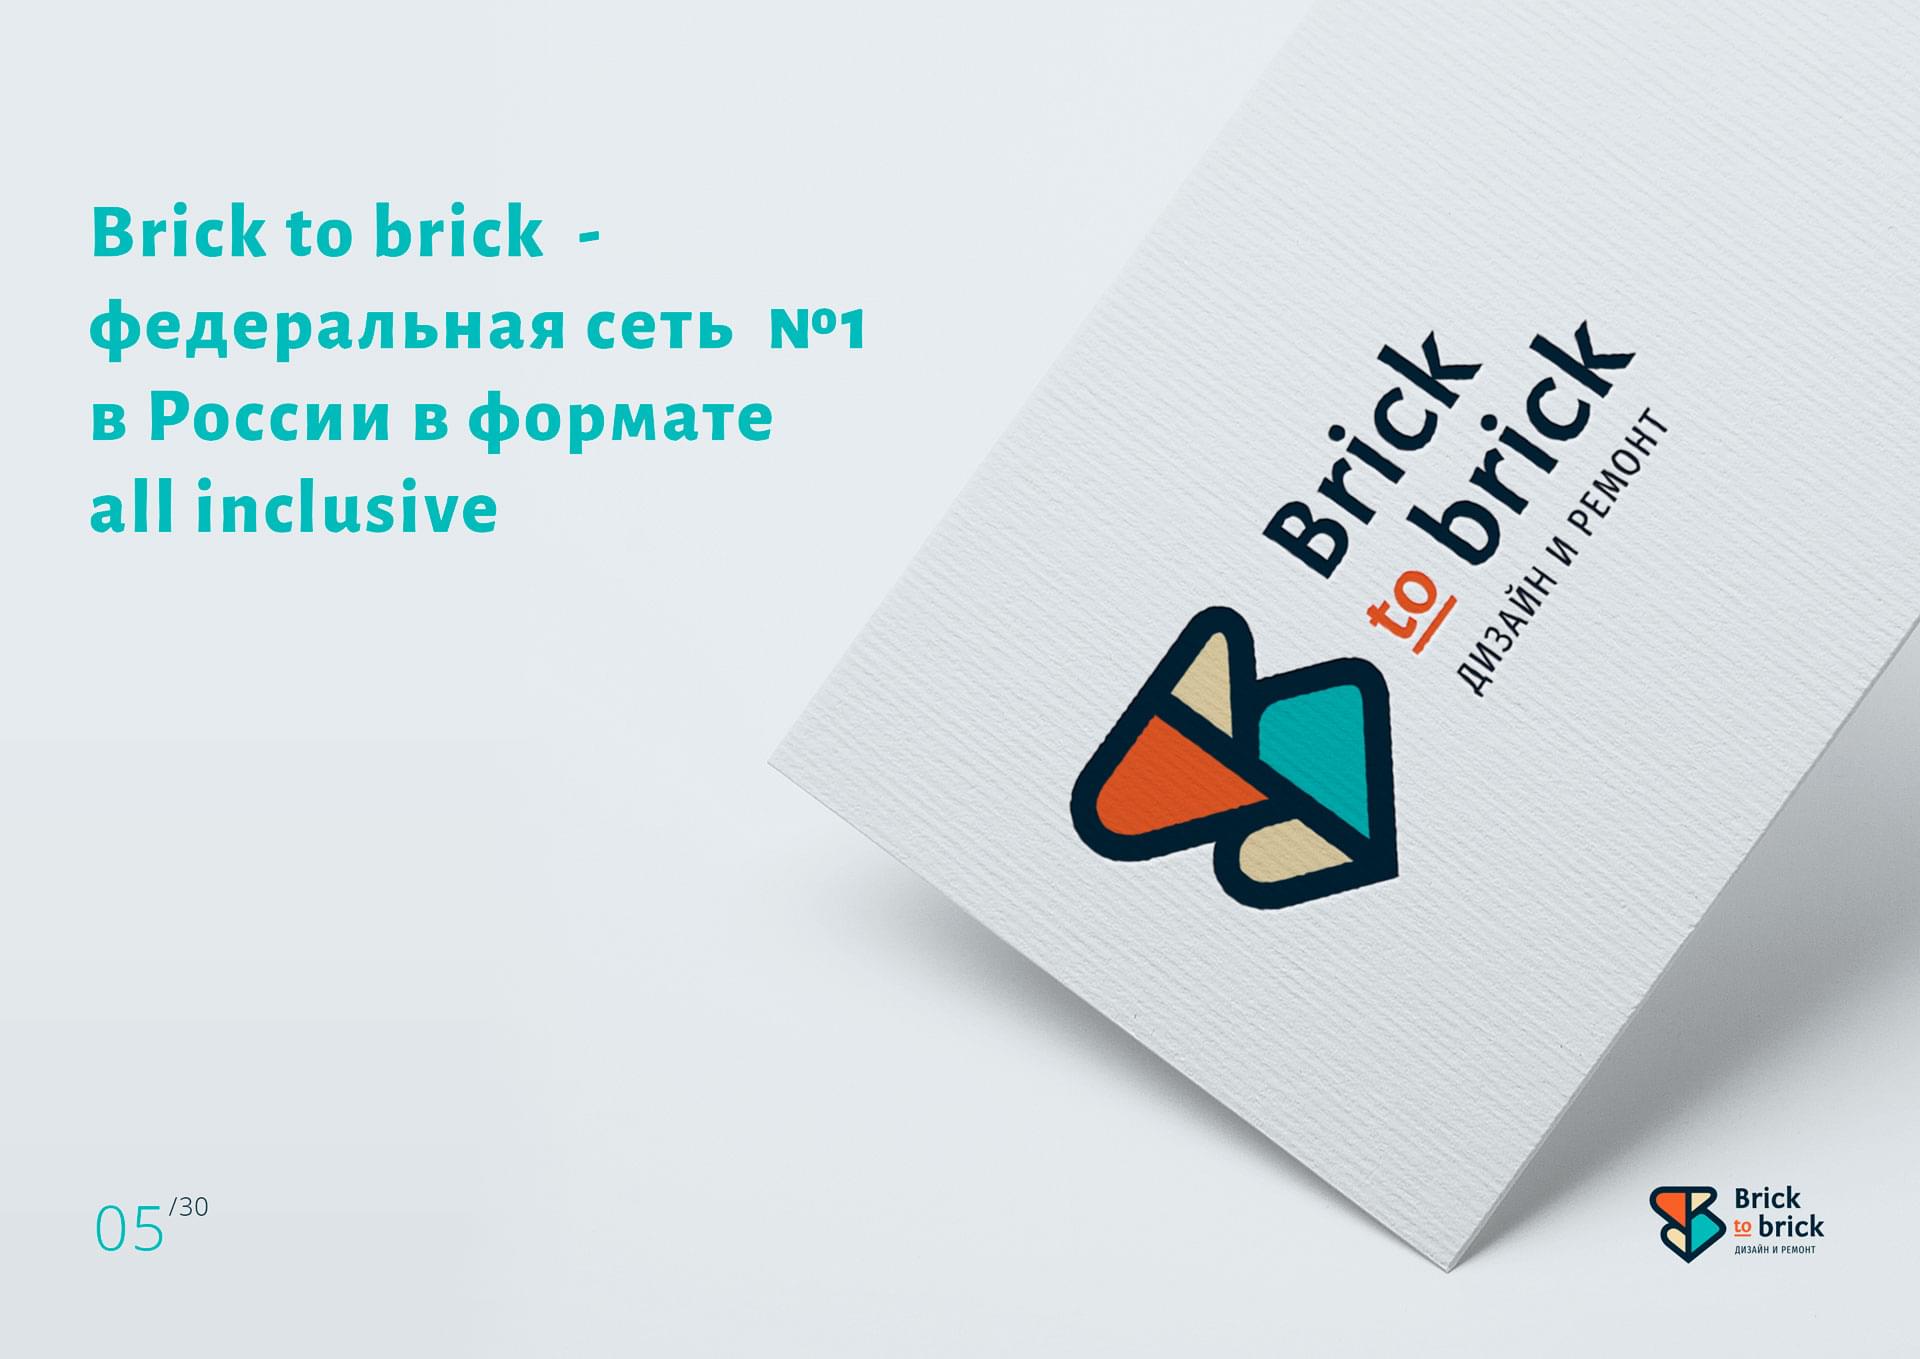 Brick to brick -
федеральная сеть №1
в России в формате
all inclusive
Brick
to brick
ДИЗАЙН И РЕМОНТ
05/30
Brick
to brick
ДИЗАЙН И РЕМОНТ